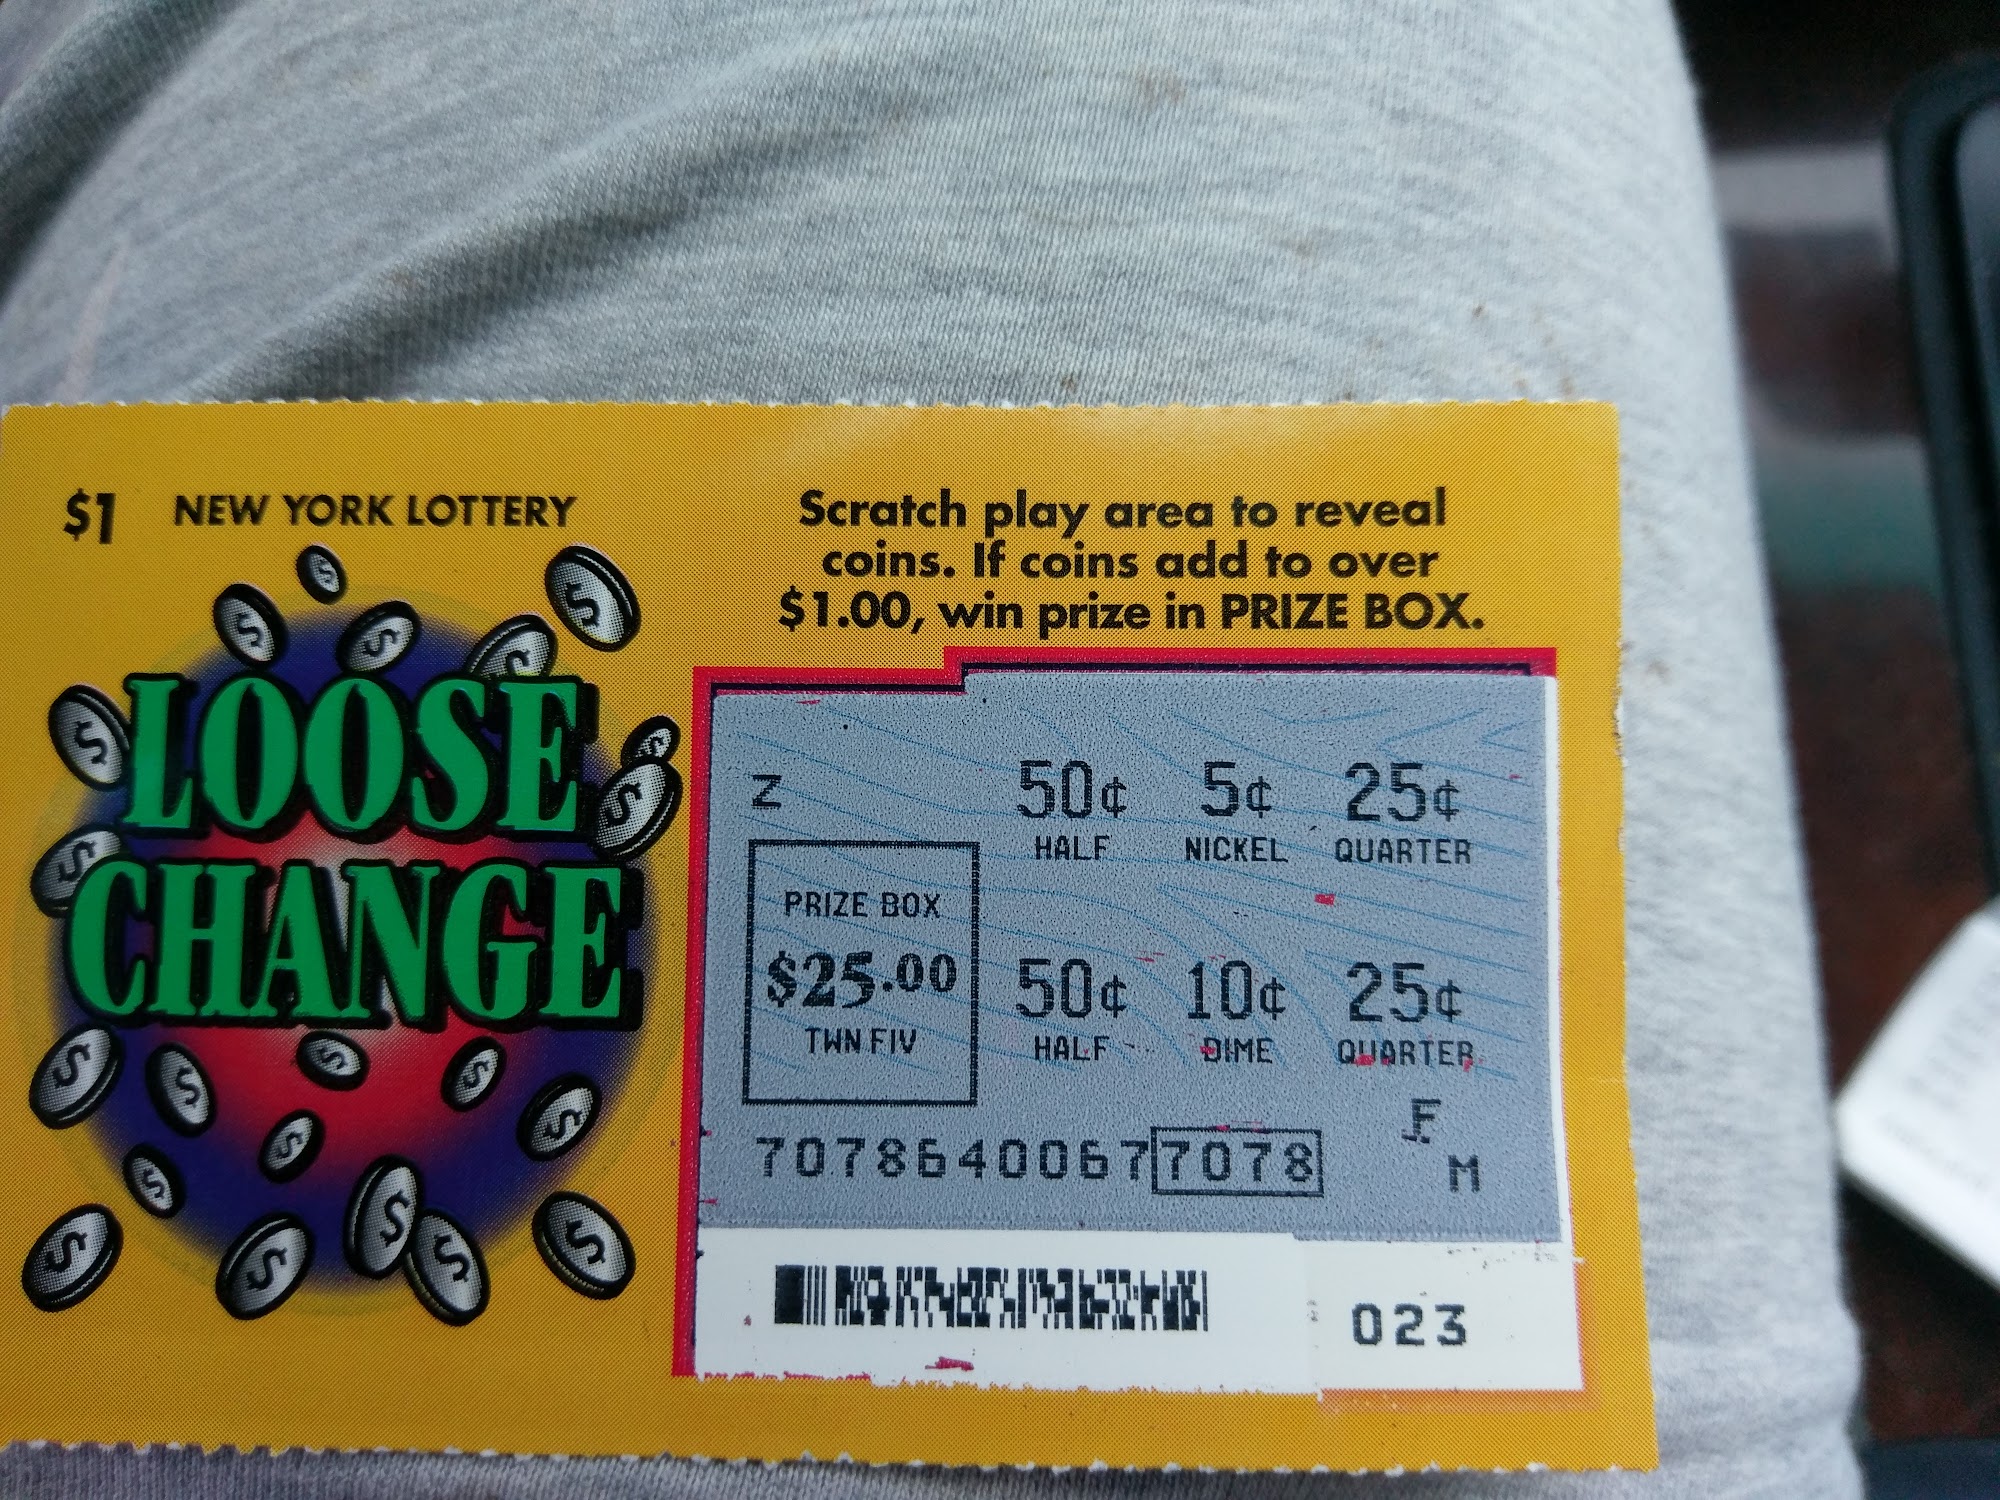 $1 NEW YORK LOTTERY
LOOSE
CHANGE
Scratch play area to reveal
coins. If coins add to over
$1.00, win prize in PRIZE BOX.
Z
50¢ 5¢ 25¢
HALF NICKEL QUARTER
PRIZE BOX
$25.00
TWN FIV
50¢ 10¢ 25¢
HALF DIME QUARTER
F
M
70786400677078
023